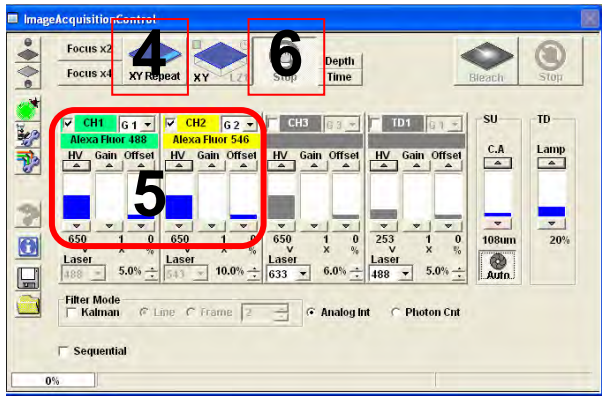 ImageAcquisitionControl
Focus x2
Focus x4
4
XY Repeat
XY
LZT
6
Stop
Depth
Time
Bleach
Stop
CH1 G 1
CH2 G 2
CH3 G 3
TD1 G 1
SU
TD
Alexa Fluor 488
Alexa Fluor 546
HV Gain Offset
HV Gain Offset
HV Gain Offset
HV Gain Offset
C.A
Lamp
5
650 1 0
650 1 0
650 1 0
253 1 0
108um
20%
V X %
V X %
V X %
V X %
Laser
Laser
Laser
Laser
Auto
488 5.0%
543 10.0%
633 6.0%
488 5.0%
Filter Mode
Kalman Line Frame 2
Analog Int Photon Cnt
Sequential
0%